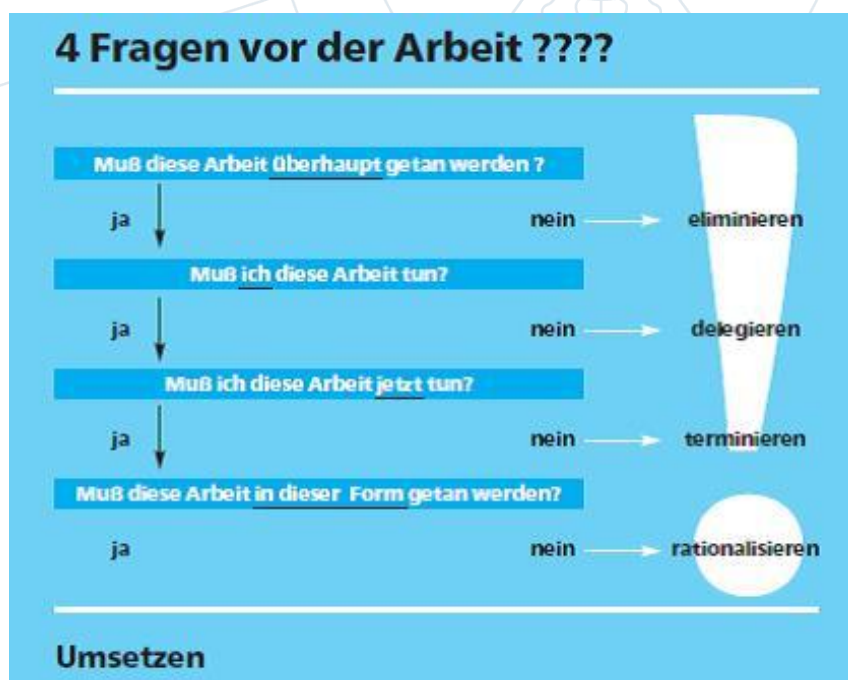 4 Fragen vor der Arbeit ????
Muß diese Arbeit überhaupt getan werden ?
ja nein eliminieren
Muß ich diese Arbeit tun?
ja nein delegieren
Muß ich diese Arbeit jetzt tun?
ja nein terminieren
Muß diese Arbeit in dieser Form getan werden?
ja nein rationalisieren
Umsetzen